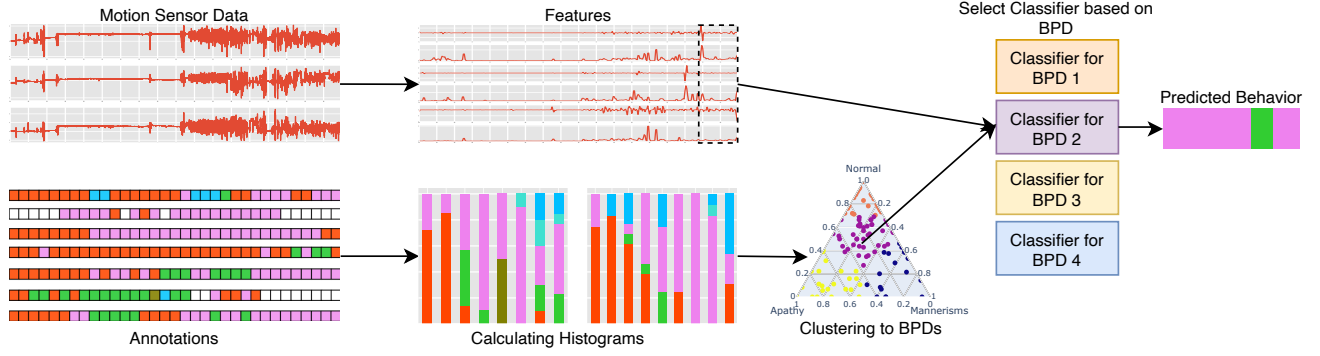 Motion Sensor Data
Features
Select Classifier based on
BPD
Classifier for
BPD 1
Classifier for
BPD 2
Classifier for
BPD 3
Classifier for
BPD 4
Predicted Behavior
Normal
1,0
0.8
0.2
0.6
0.4
0.4
0.6
0.2
0.8
0
1
1
0.8
0.6
0.4
0.2
0
Apathy
Mannerisms
Annotations
Calculating Histograms
Clustering to BPDs